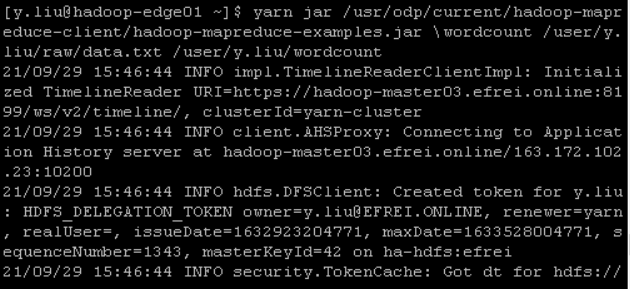 [y.liu@hadoop-edge01 ~]$ yarn jar /usr/odp/current/hadoop-mapr
educe-client/hadoop-mapreduce-examples.jar \wordcount /user/y.
liu/raw/data.txt /user/y.liu/wordcount
21/09/29 15:46:44 INFO impl.TimelineReaderClientImpl: Initiali
zed TimelineReader URI=https://hadoop-master03.efrei.online:81
99/ws/v2/timeline/, clusterId=yarn-cluster
21/09/29 15:46:44 INFO client.AHSProxy: Connecting to Applicat
ion History server at hadoop-master03.efrei.online/163.172.102
.23:10200
21/09/29 15:46:44 INFO hdfs.DFSClient: Created token for y.liu
: HDFS_DELEGATION_TOKEN owner=y.liu@EFREI.ONLINE, renewer=yarn
, realUser=, issueDate=1632923204771, maxDate=1633528004771, s
equenceNumber=1343, masterKeyId=42 on ha-hdfs:efrei
21/09/29 15:46:44 INFO security.TokenCache: Got dt for hdfs://